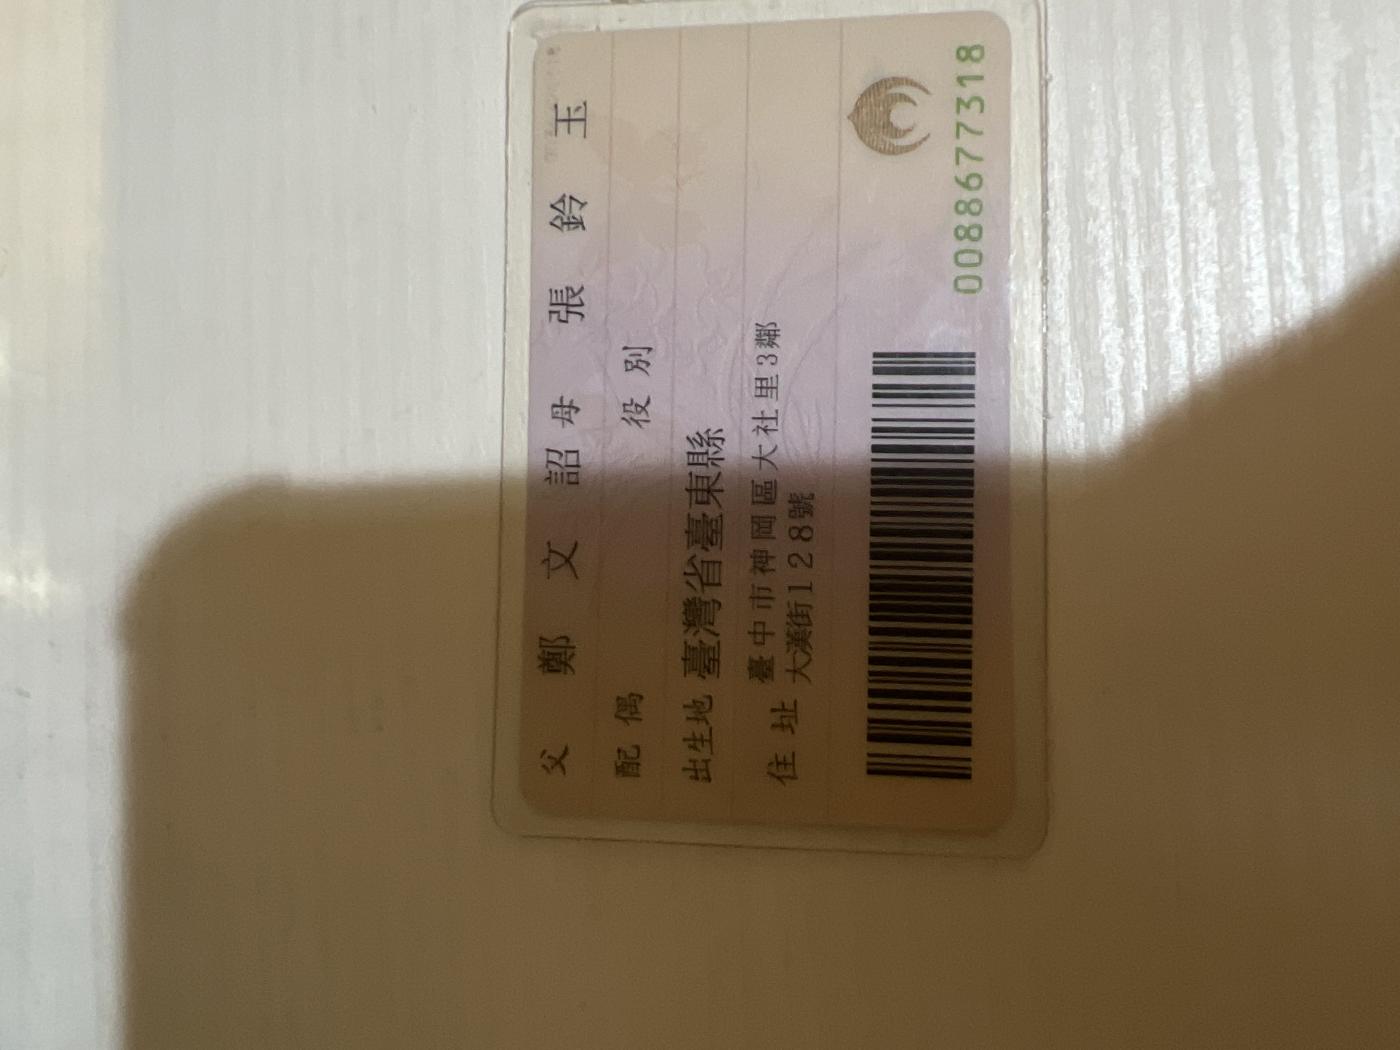 父 鄭 文 詔 母 張 鈴 玉
配偶 役別
出生地 臺灣省臺東縣
住址 臺中市神岡區大社里3鄰
大漢街128號
0088677318